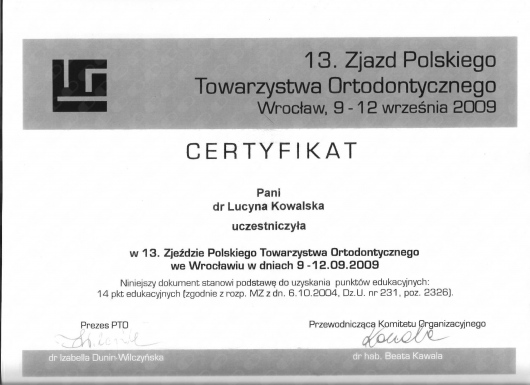 13. Zjazd Polskiego
Towarzystwa Ortodontycznego
Wrocław, 9 - 12 września 2009
CERTYFIKAT
Pani
dr Lucyna Kowalska
uczestniczyła
w 13. Zjeździe Polskiego Towarzystwa Ortodontycznego
we Wrocławiu w dniach 9 -12.09.2009
Niniejszy dokument stanowi podstawę do uzyskania punktów edukacyjnych:
14 pkt edukacyjnych (zgodnie z rozp. MZ z dn. 6.10.2004, Dz.U. nr 231, poz. 2326).
Prezes PTO
Przewodnicząca Komitetu Organizacyjnego
dr Izabella Dunin-Wilczyńska
dr hab. Beata Kawala